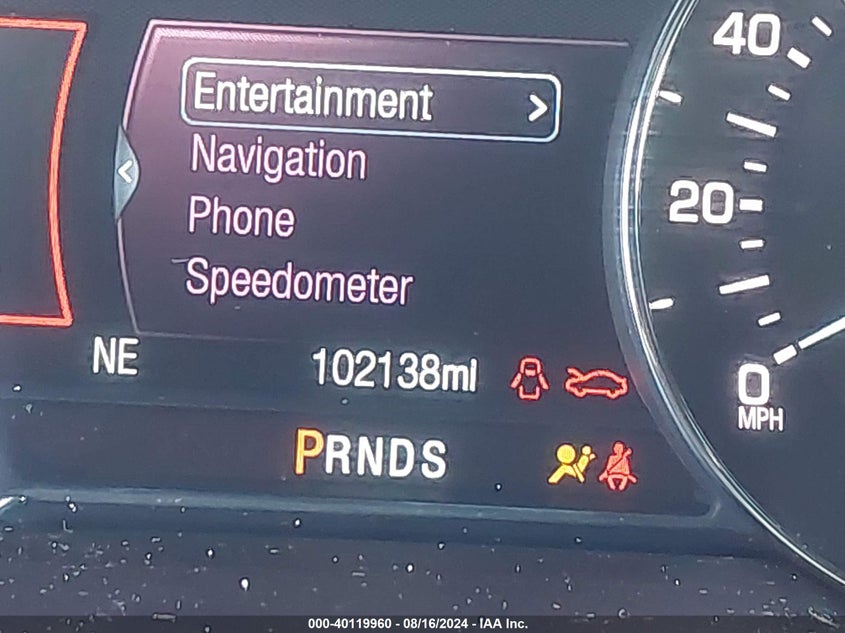 40
Entertainment >
Navigation
Phone
20
Speedometer
NE 102138mi
0
MPH
PRNDS
000-40119960 - 08/16/2024 - IAA Inc.